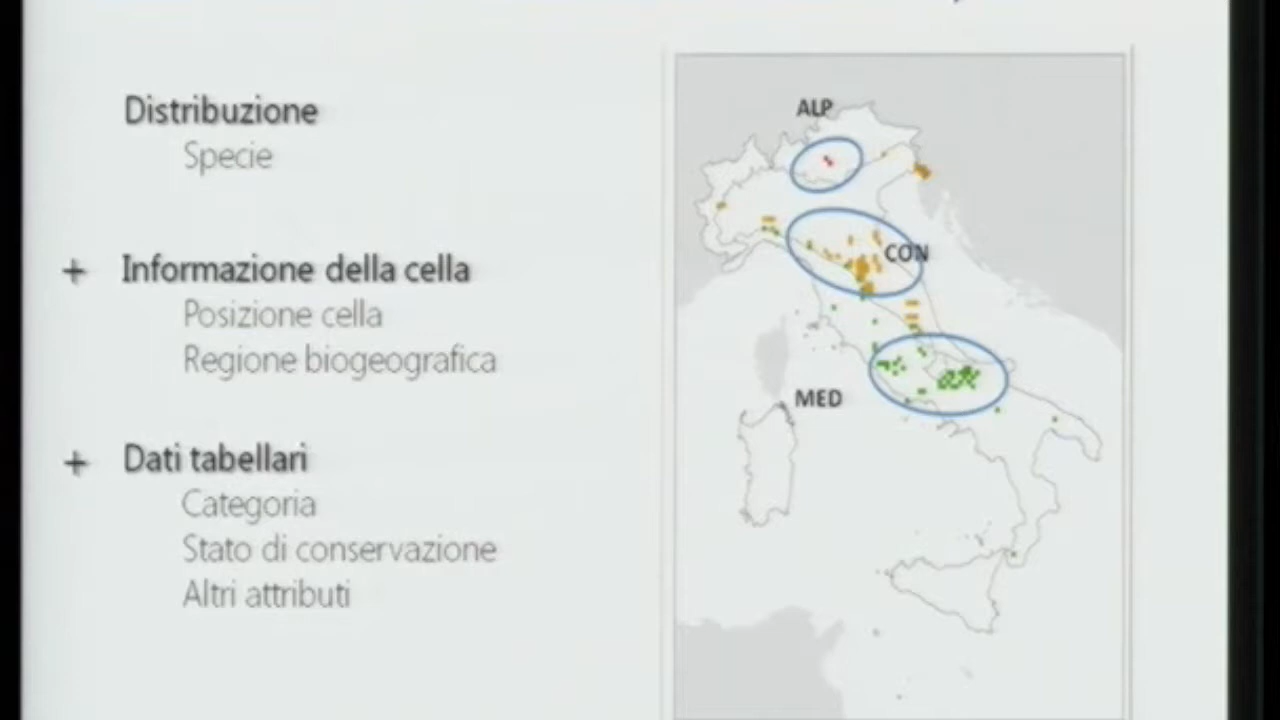 Distribuzione
Specie
+ Informazione della cella
Posizione cella
Regione biogeografica
+ Dati tabellari
Categoria
Stato di conservazione
Altri attributi
ALP
CON
MED